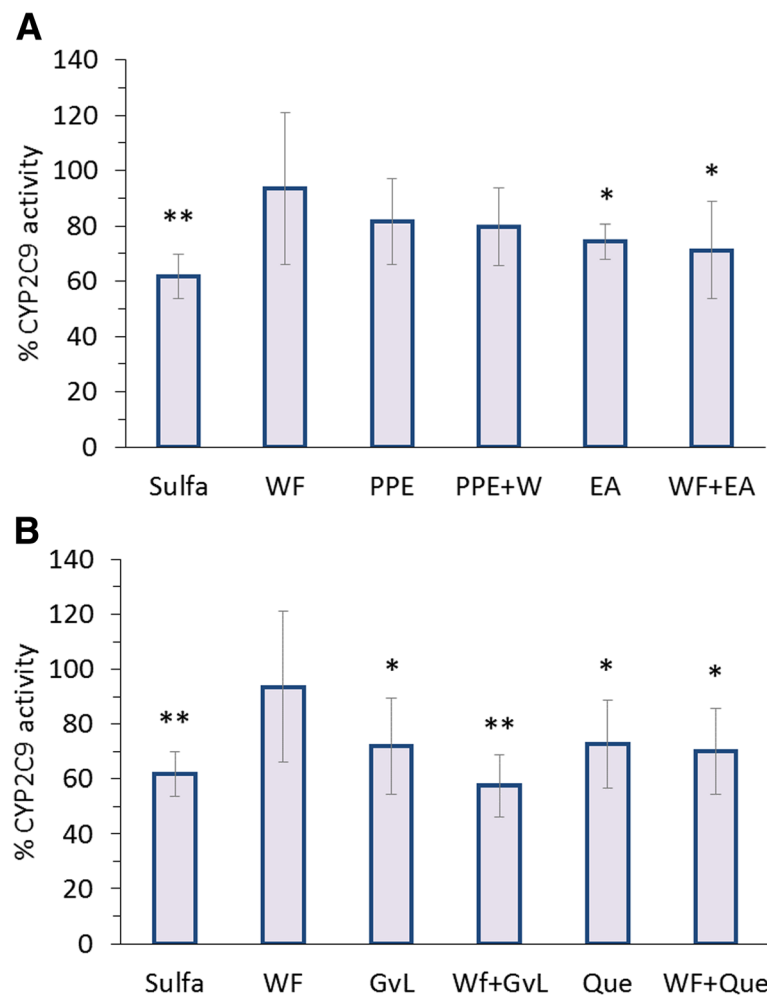 A
140
120
100
80
60
40
20
0
% CYP2C9 activity
** * *
Sulfa WF PPE PPE+W EA WF+EA
B
140
120
100
80
60
40
20
0
% CYP2C9 activity
** * ** * *
Sulfa WF GvL Wf+GvL Que WF+Que